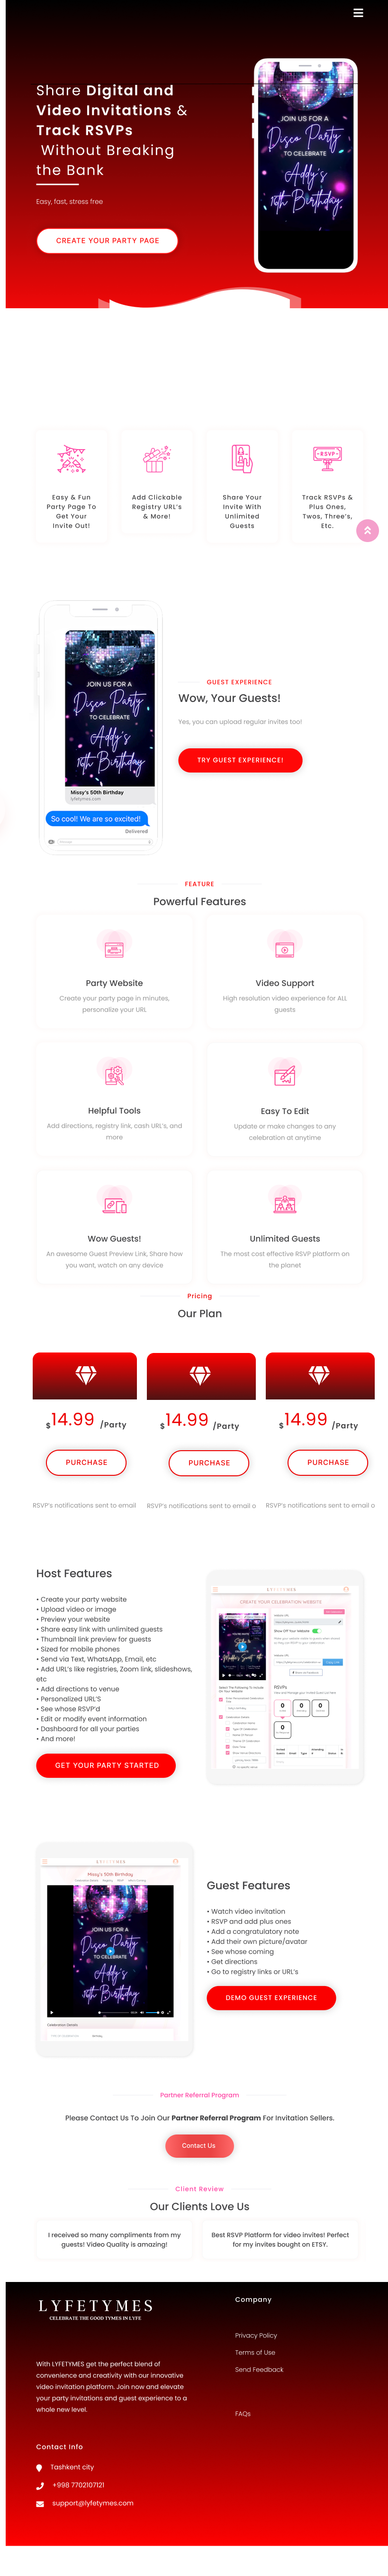 Share Digital and
Video Invitations &
Track RSVPs
Without Breaking
the Bank
Easy, fast, stress free
CREATE YOUR PARTY PAGE
JOIN US FOR A
Disco Party
TO CELEBRATE
Addy's
Birthday
Easy & Fun
Party Page To
Get Your
Invite Out!
Add Clickable
Registry URL's
& More!
Share Your
Invite With
Unlimited
Guests
RSVP
Track RSVPs &
Plus Ones,
Twos, Three's,
Etc.
JOIN US FOR A
Disco Party
TO CELEBRATE
Addy's
Birthday
Missy's 50th Birthday
lyfetymes.com
So cool! We are so excited!
Delivered
GUEST EXPERIENCE
Wow, Your Guests!
Yes, you can upload regular invites too!
TRY GUEST EXPERIENCE!
FEATURE
Powerful Features
Party Website
Create your party page in minutes,
personalize your URL
Video Support
High resolution video experience for ALL
guests
Helpful Tools
Add directions, registry link, cash URL's, and
more
Easy To Edit
Update or make changes to any
celebration at anytime
Wow Guests!
An awesome Guest Preview Link, Share how
you want, watch on any device
Unlimited Guests
The most cost effective RSVP platform on
the planet
Pricing
Our Plan
$14.99 /Party
PURCHASE
RSVP's notifications sent to email
$14.99 /Party
PURCHASE
RSVP's notifications sent to email o
$14.99 /Party
PURCHASE
RSVP's notifications sent to email o
Host Features
• Create your party website
• Upload video or image
• Preview your website
• Share easy link with unlimited guests
• Thumbnail link preview for guests
• Sized for mobile phones
• Send via Text, WhatsApp, Email, etc
• Add URL's like registries, Zoom link, slideshows,
etc
• Add directions to venue
• Personalized URL'S
• See whose RSVP'd
• Edit or modify event information
• Dashboard for all your parties
• And more!
GET YOUR PARTY STARTED
LYFETYMES
CREATE YOUR CELEBRATION WEBSITE
RSVPs
0
0
0
0
LYFETYMES
Missy's 50th Birthday
JOIN US FOR A
Disco Party
TO CELEBRATE
Addy's
Birthday
Celebration Details
Guest Features
• Watch video invitation
• RSVP and add plus ones
• Add a congratulatory note
• Add their own picture/avatar
• See whose coming
• Get directions
• Go to registry links or URL's
DEMO GUEST EXPERIENCE
Partner Referral Program
Please Contact Us To Join Our Partner Referral Program For Invitation Sellers.
Contact Us
Client Review
Our Clients Love Us
I received so many compliments from my
guests! Video Quality is amazing!
Best RSVP Platform for video invites! Perfect
for my invites bought on ETSY.
LYFETYMES
CELEBRATE THE GOOD TYMES IN LYFE
With LYFETYMES get the perfect blend of
convenience and creativity with our innovative
video invitation platform. Join now and elevate
your party invitations and guest experience to a
whole new level.
Contact Info
Tashkent city
+998 7702107121
support@lyfetymes.com
Company
Privacy Policy
Terms of Use
Send Feedback
FAQs